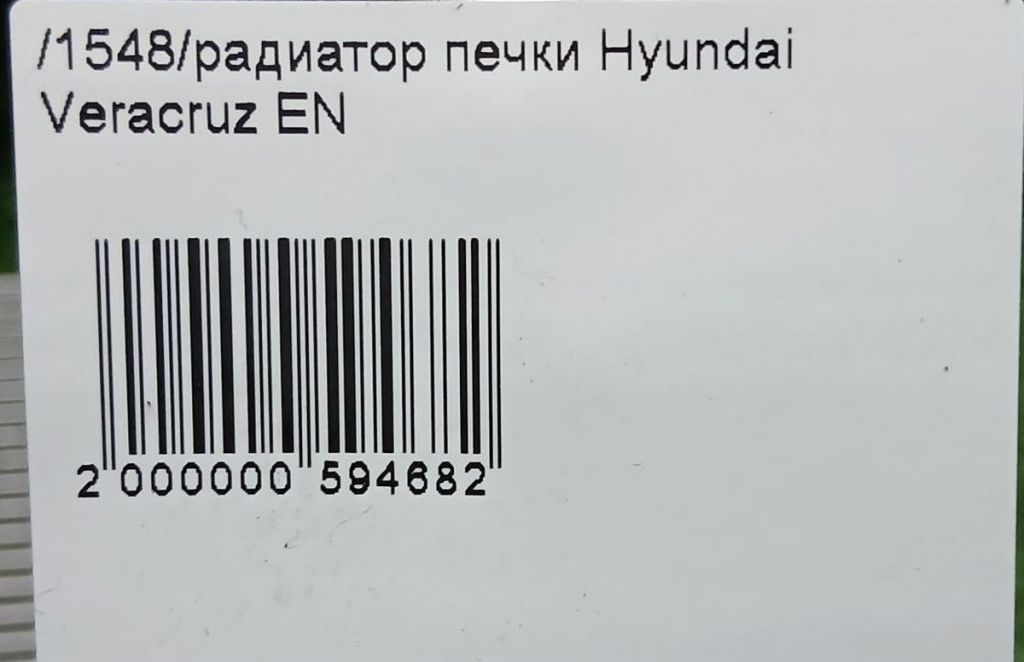 /1548/радиатор печки Hyundai
Veracruz EN
2 000000 594682